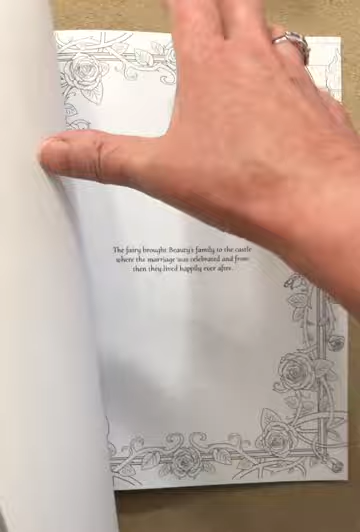 The fairy brought Beauty's family to the castle
where the marriage was celebrated and from
then they lived happily ever after.